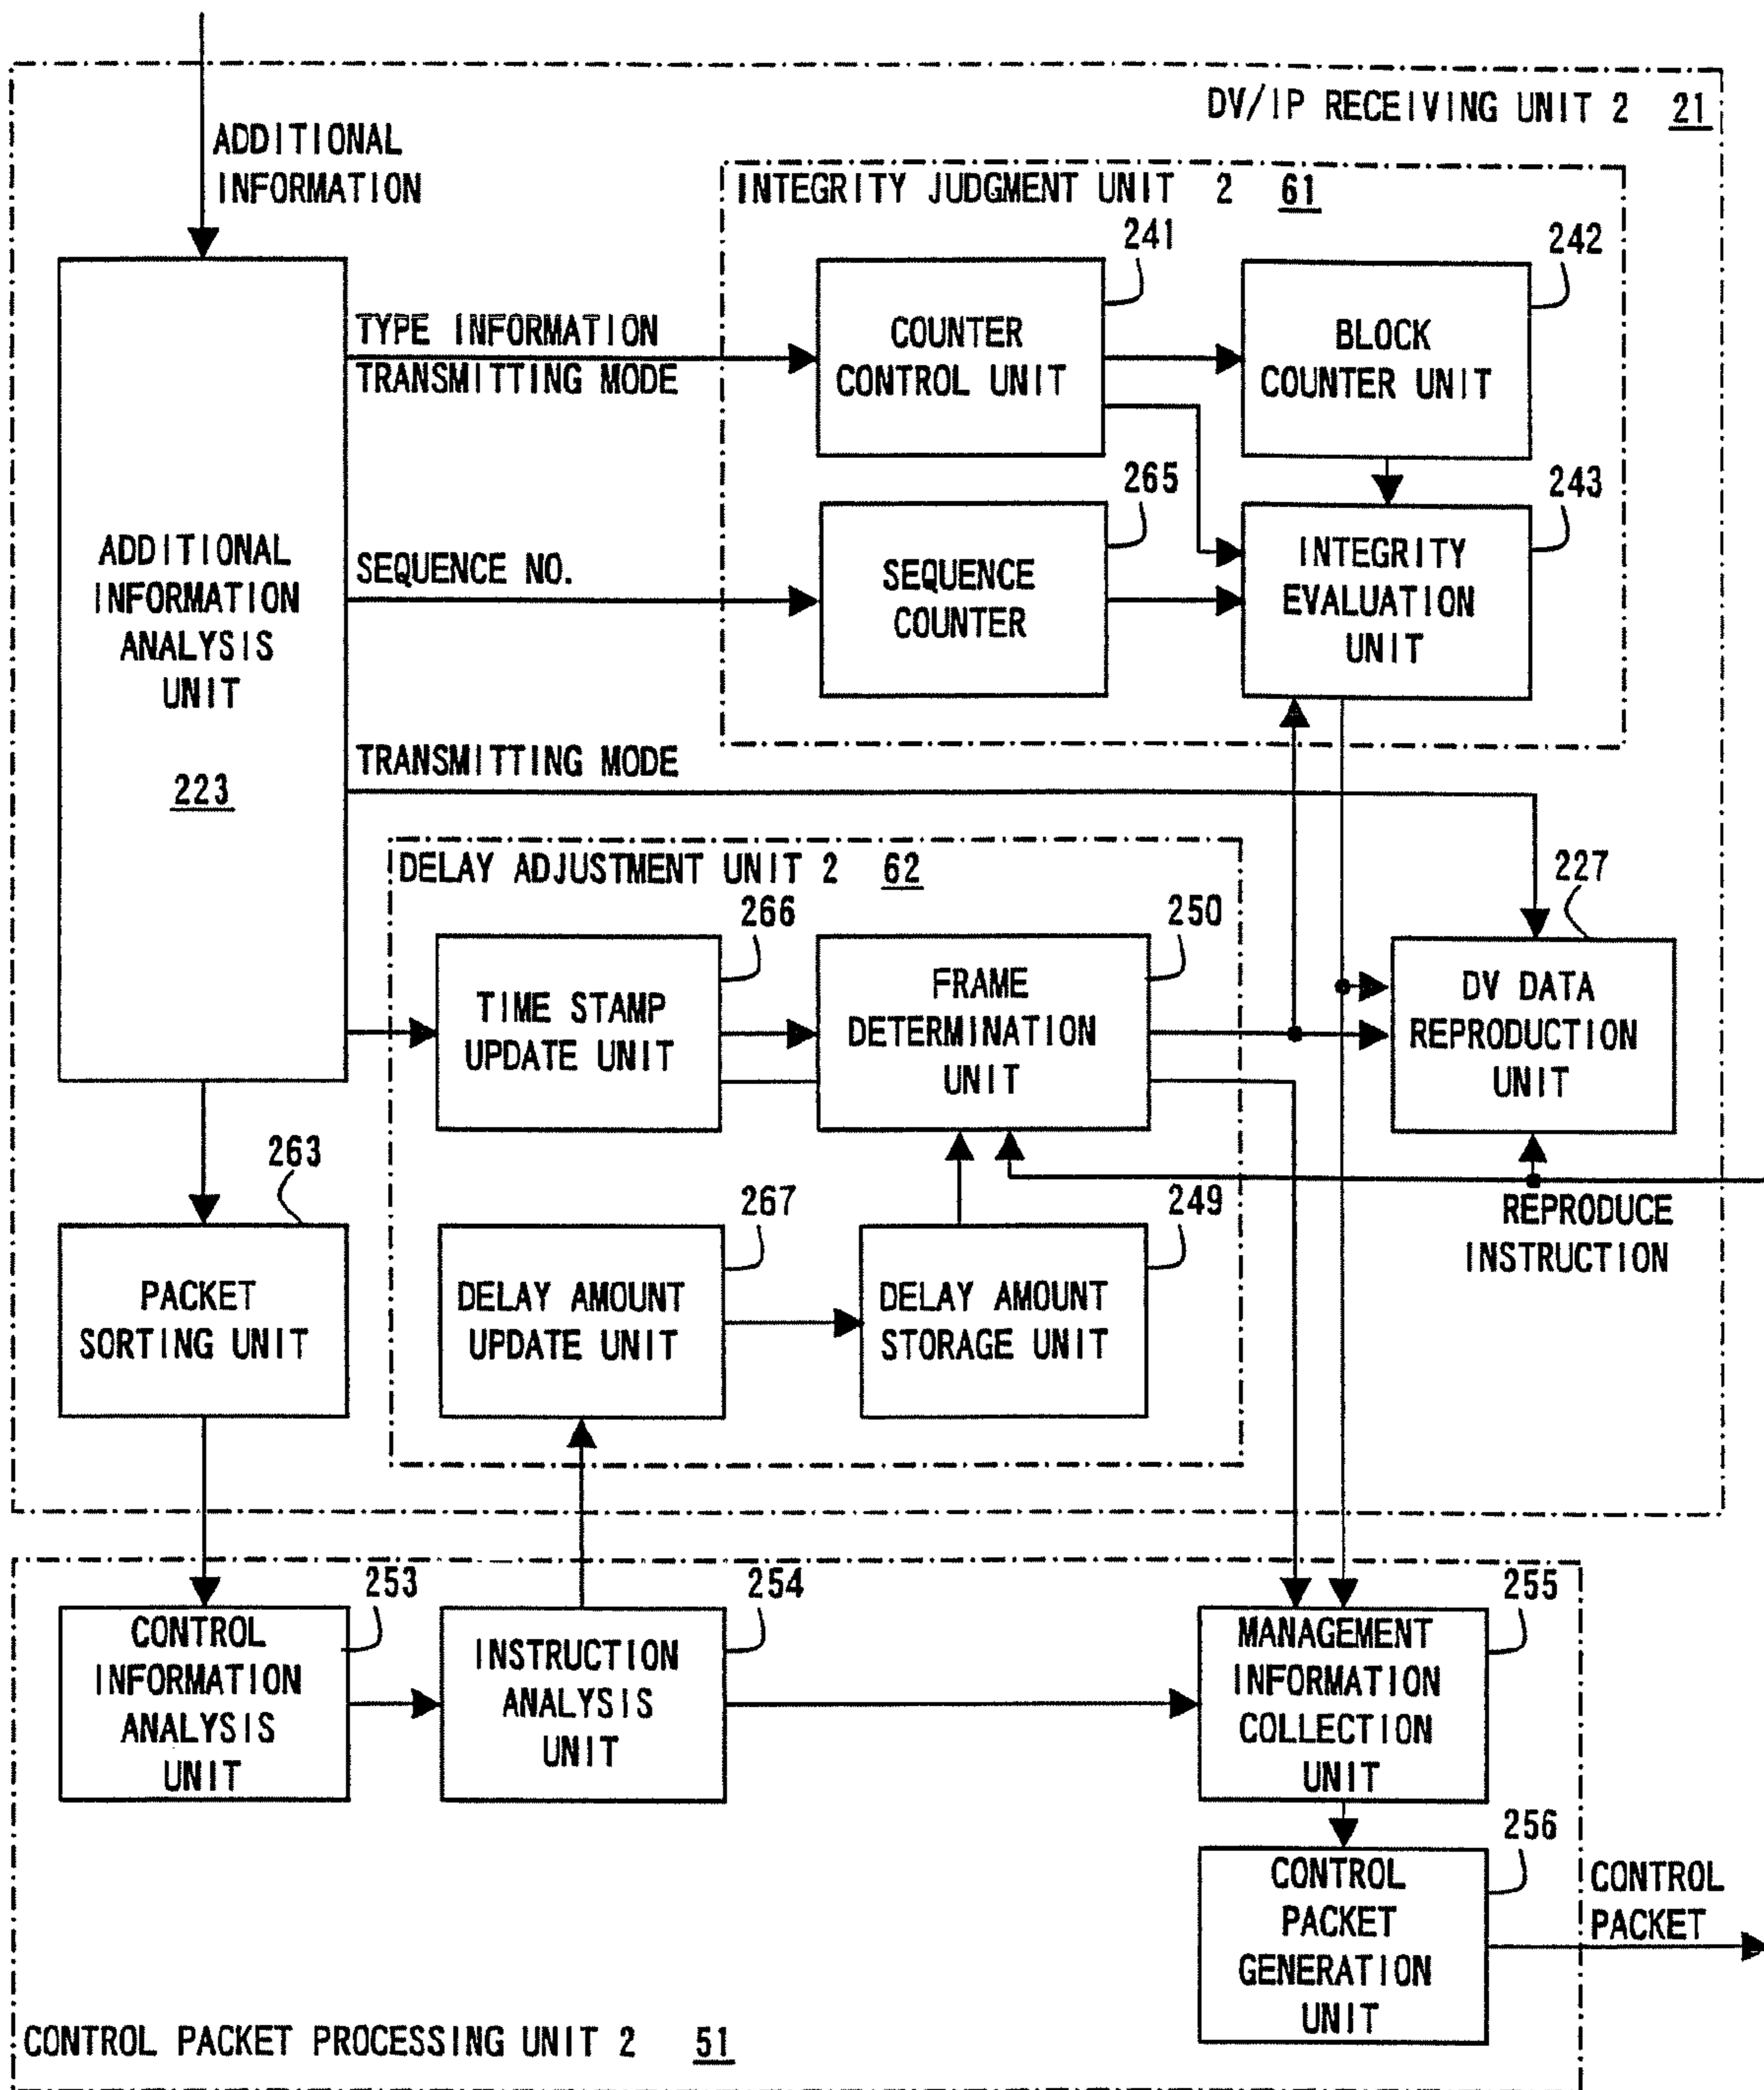 DV/IP RECEIVING UNIT 2 21
ADDITIONAL
INFORMATION
INTEGRITY JUDGMENT UNIT 2 61
241
242
TYPE INFORMATION
TRANSMITTING MODE
COUNTER
CONTROL UNIT
BLOCK
COUNTER UNIT
265
243
ADDITIONAL
INFORMATION
ANALYSIS
UNIT
223
SEQUENCE NO.
SEQUENCE
COUNTER
INTEGRITY
EVALUATION
UNIT
TRANSMITTING MODE
DELAY ADJUSTMENT UNIT 2 62
266
250
227
TIME STAMP
UPDATE UNIT
FRAME
DETERMINATION
UNIT
DV DATA
REPRODUCTION
UNIT
263
267
249
REPRODUCE
INSTRUCTION
PACKET
SORTING UNIT
DELAY AMOUNT
UPDATE UNIT
DELAY AMOUNT
STORAGE UNIT
253
254
255
CONTROL
INFORMATION
ANALYSIS
UNIT
INSTRUCTION
ANALYSIS
UNIT
MANAGEMENT
INFORMATION
COLLECTION
UNIT
256
CONTROL
PACKET
GENERATION
UNIT
CONTROL
PACKET
CONTROL PACKET PROCESSING UNIT 2 51